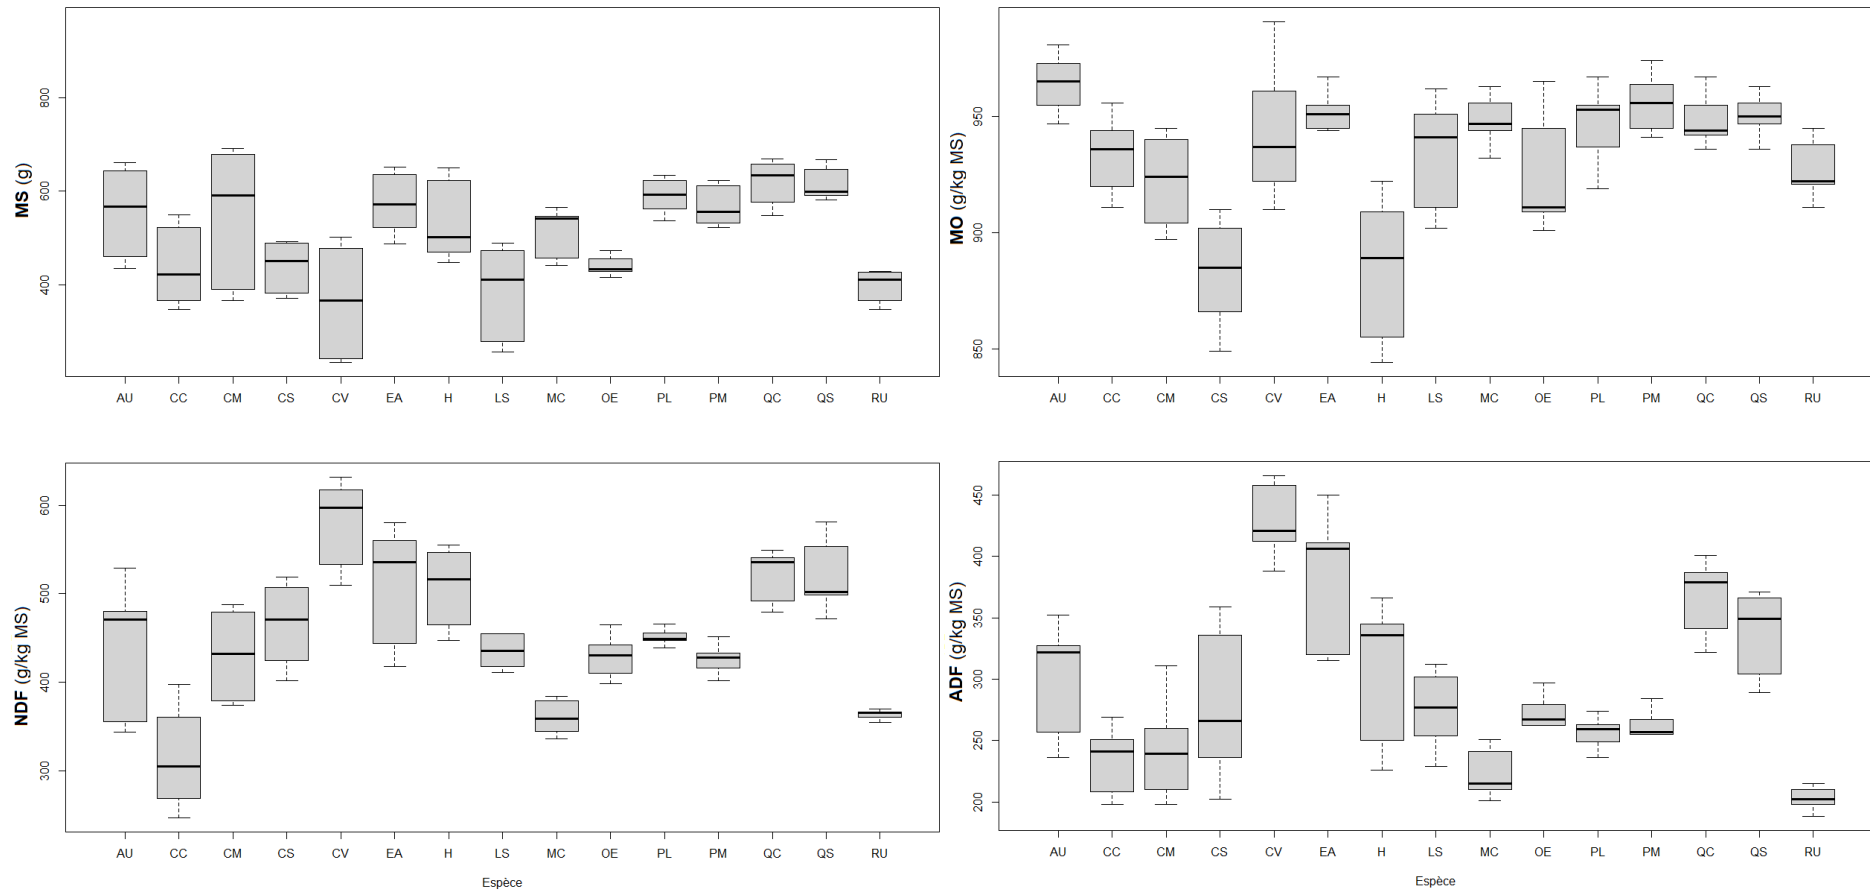 MS (g)
800
600
400
AU CC CM CS CV EA H LS MC OE PL PM QC QS RU
MO (g/kg MS)
950
900
850
AU CC CM CS CV EA H LS MC OE PL PM QC QS RU
NDF (g/kg MS)
600
500
400
300
AU CC CM CS CV EA H LS MC OE PL PM QC QS RU
Espèce
ADF (g/kg MS)
450
400
350
300
250
200
AU CC CM CS CV EA H LS MC OE PL PM QC QS RU
Espèce